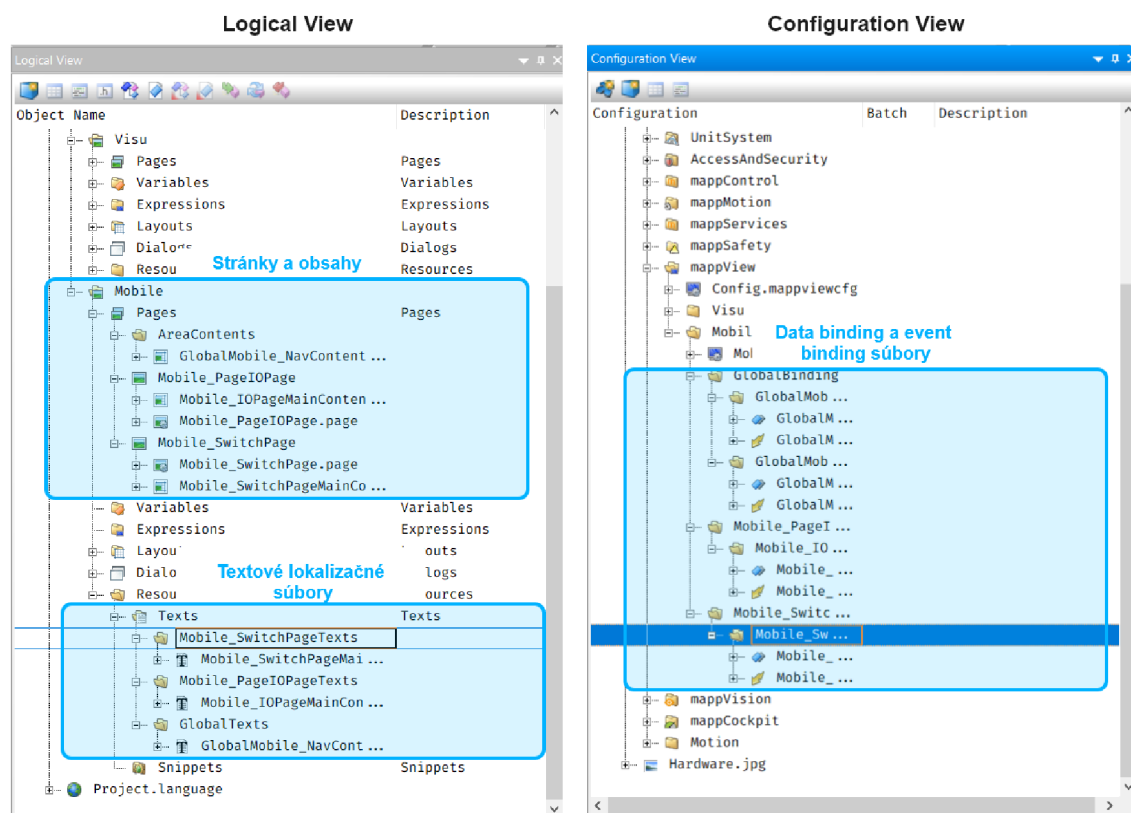 Logical View
Configuration View
Logical View
Object Name Description
Visu
Pages Pages
Variables Variables
Expressions Expressions
Layouts Layouts
Dialogs
Resou Resources
Stránky a obsahy
Mobile
Pages Pages
AreaContents
GlobalMobile_NavContent ...
Mobile_PageIOPage
Mobile_IOPageMainConten ...
Mobile_PageIOPage.page
Mobile_SwitchPage
Mobile_SwitchPage.page
Mobile_SwitchPageMainCo ...
Variables Variables
Expressions Expressions
Layou outs
Dialo logs
Resou ources
Textové lokalizačné
súbory
Texts Texts
Mobile_SwitchPageTexts
Mobile_SwitchPageMai ...
Mobile_PageIOPageTexts
Mobile_IOPageMainCon ...
GlobalTexts
GlobalMobile_NavCont ...
Snippets Snippets
Project.language
Configuration View
Configuration Batch Description
UnitSystem
AccessAndSecurity
mappControl
mappMotion
mappServices
mappSafety
mappView
Config.mappviewcfg
Visu
Mobil
Mol
Data binding a event
binding súbory
GlobalBinding
GlobalMob ...
GlobalM ...
GlobalM ...
GlobalMob ...
GlobalM ...
GlobalM ...
Mobile_PageI ...
Mobile_IO ...
Mobile_ ...
Mobile_ ...
Mobile_Switc ...
Mobile_Sw ...
Mobile_ ...
Mobile_ ...
mappVision
mappCockpit
Motion
Hardware.jpg